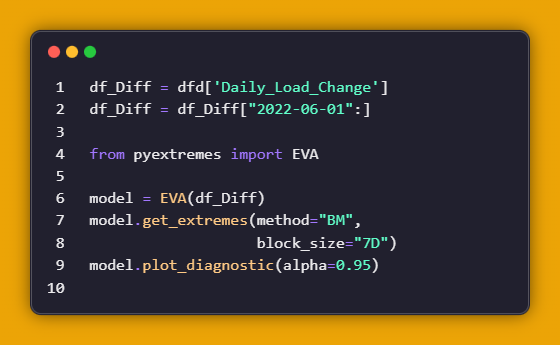 1 df_Diff = dfd['Daily_Load_Change']
2 df_Diff = df_Diff["2022-06-01":]
3
4 from pyextremes import EVA
5
6 model = EVA(df_Diff)
7 model.get_extremes(method="BM",
8                    block_size="7D")
9 model.plot_diagnostic(alpha=0.95)
10